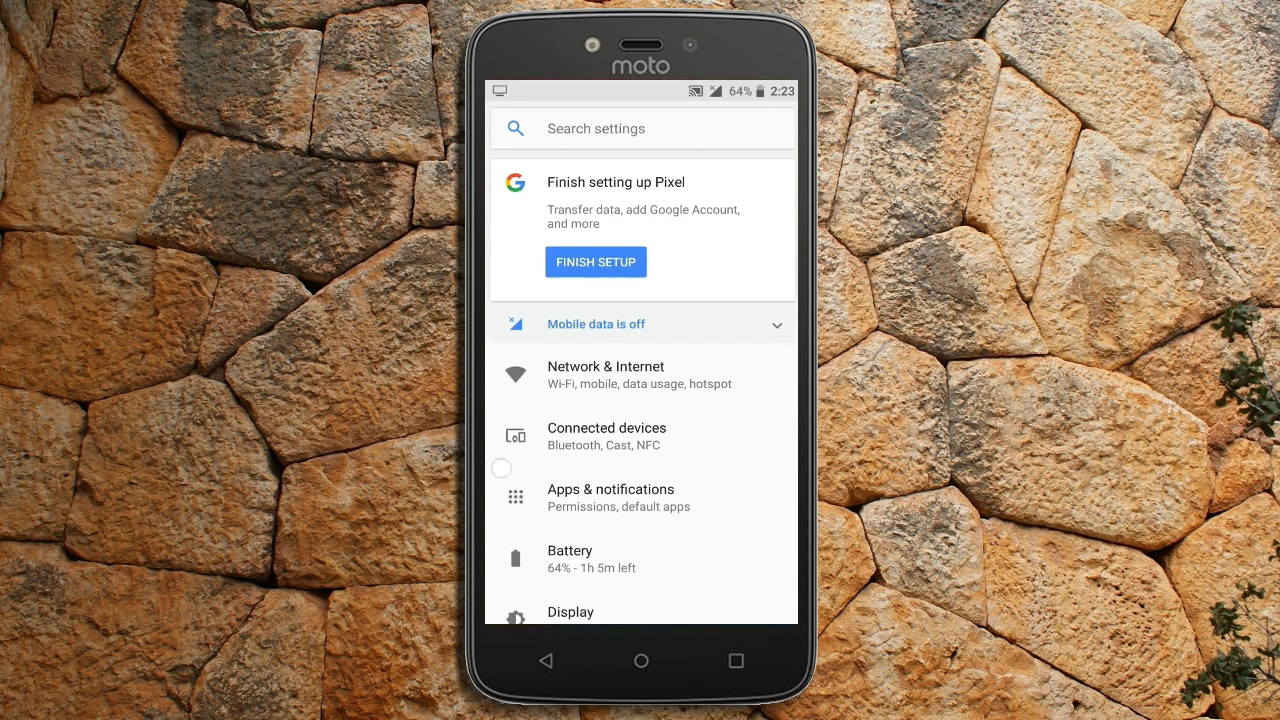 moto
64% 2:23
Search settings
Finish setting up Pixel
Transfer data, add Google Account,
and more
FINISH SETUP
Mobile data is off
Network & Internet
Wi-Fi, mobile, data usage, hotspot
Connected devices
Bluetooth, Cast, NFC
Apps & notifications
Permissions, default apps
Battery
64% - 1h 5m left
Display